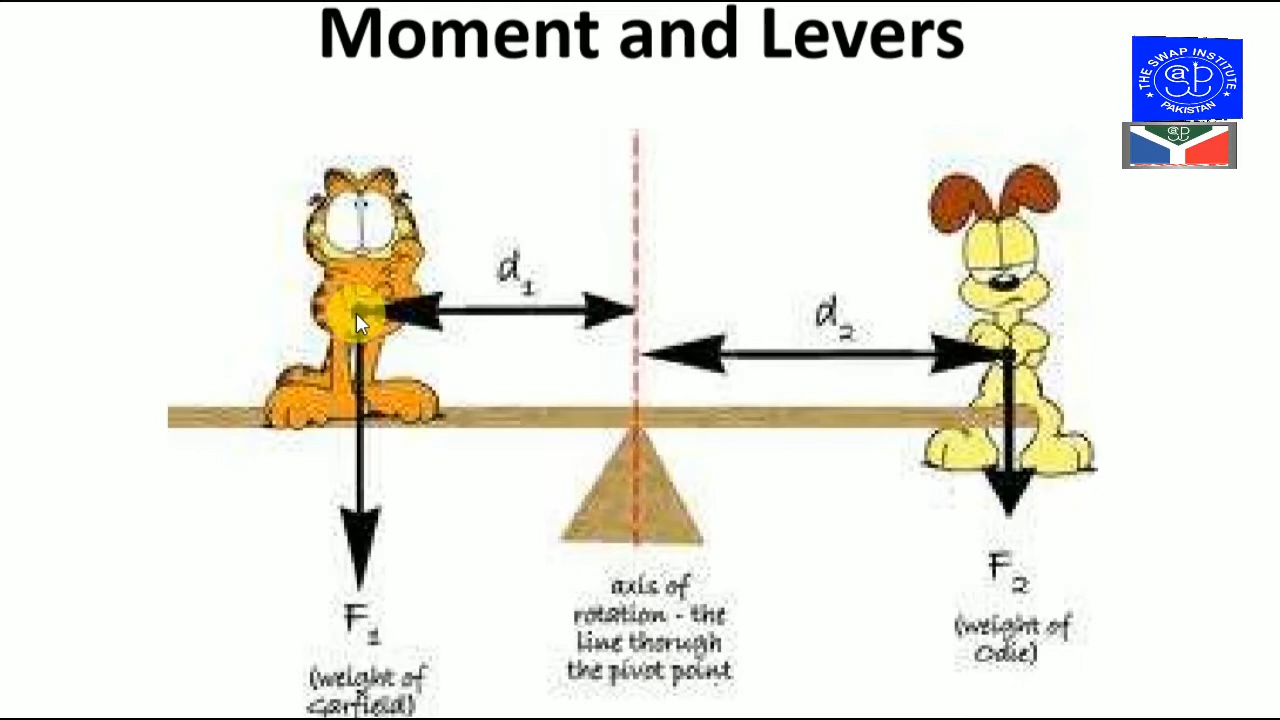 Moment and Levers
THE SWAP INSTITUTE
PAKISTAN
d1
d2
F1
(weight of
Garfield)
axis of
rotation - the
line thorugh
the pivot point
F2
(weight of
Odie)